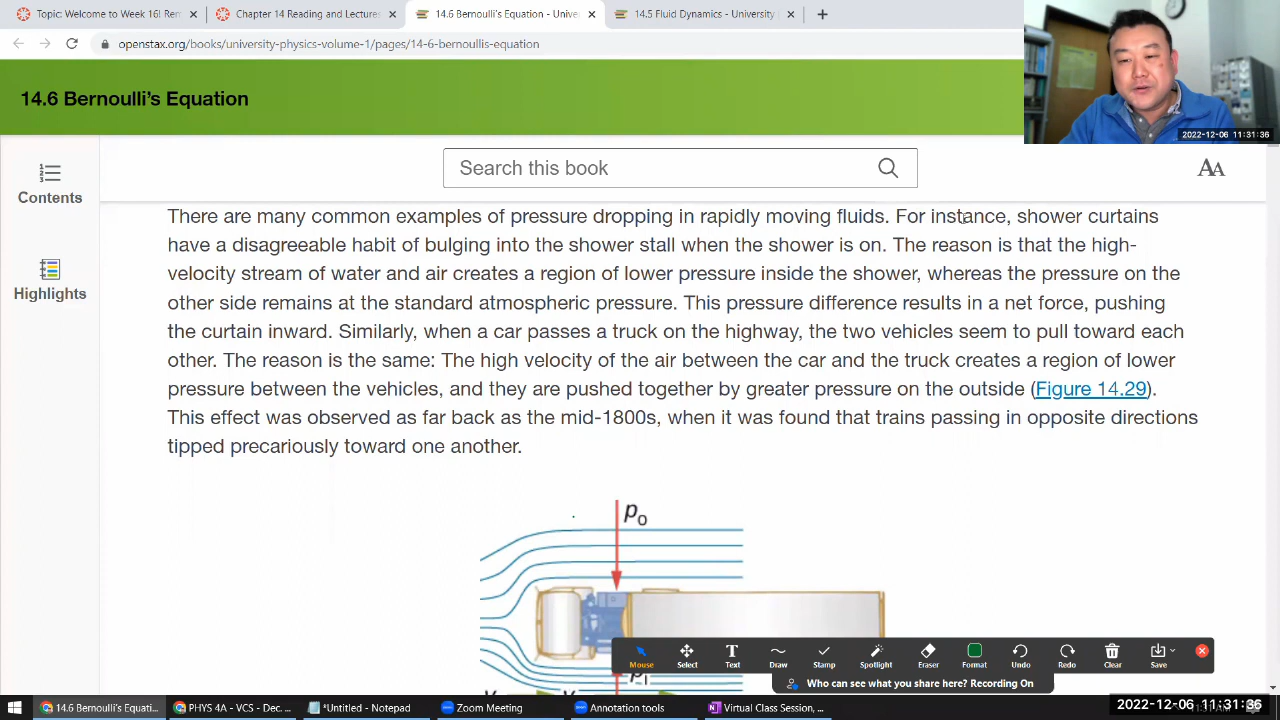 Topic: Welcome to Week 16! Rem
Chapter 14 Reading and Lectures
14.6 Bernoulli's Equation - Unive
14.5 Fluid Dynamics - University
openstax.org/books/university-physics-volume-1/pages/14-6-bernoullis-equation
14.6 Bernoulli's Equation
2022-12-06 11:31:36
Search this book
AA
Contents
Highlights
There are many common examples of pressure dropping in rapidly moving fluids. For instance, shower curtains
have a disagreeable habit of bulging into the shower stall when the shower is on. The reason is that the high-
velocity stream of water and air creates a region of lower pressure inside the shower, whereas the pressure on the
other side remains at the standard atmospheric pressure. This pressure difference results in a net force, pushing
the curtain inward. Similarly, when a car passes a truck on the highway, the two vehicles seem to pull toward each
other. The reason is the same: The high velocity of the air between the car and the truck creates a region of lower
pressure between the vehicles, and they are pushed together by greater pressure on the outside (Figure 14.29).
This effect was observed as far back as the mid-1800s, when it was found that trains passing in opposite directions
tipped precariously toward one another.
p0
Mouse
Select
Text
Draw
Stamp
Spotlight
Eraser
Format
Undo
Redo
Clear
Save
Who can see what you share here? Recording On
14.6 Bernoulli's Equati...
PHYS 4A - VCS - Dec. ...
*Untitled - Notepad
Zoom Meeting
Annotation tools
Virtual Class Session, ...
2022-12-06 11:31:36